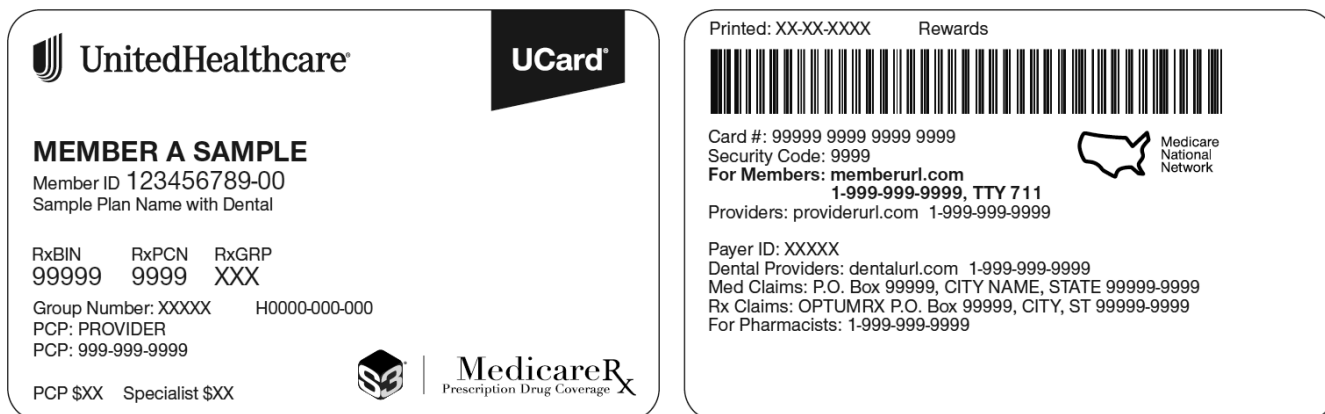 UnitedHealthcare®
UCard®
MEMBER A SAMPLE
Member ID 123456789-00
Sample Plan Name with Dental
RxBIN RxPCN RxGRP
99999 9999 XXX
Group Number: XXXXX H0000-000-000
PCP: PROVIDER
PCP: 999-999-9999
PCP $XX Specialist $XX
S3
MedicareRx
Prescription Drug Coverage
Printed: XX-XX-XXXX Rewards
Card #: 99999 9999 9999 9999
Security Code: 9999
For Members: memberurl.com
1-999-999-9999, TTY 711
Providers: providerurl.com 1-999-999-9999
Medicare
National
Network
Payer ID: XXXXX
Dental Providers: dentalurl.com 1-999-999-9999
Med Claims: P.O. Box 99999, CITY NAME, STATE 99999-9999
Rx Claims: OPTUMRX P.O. Box 99999, CITY, ST 99999-9999
For Pharmacists: 1-999-999-9999